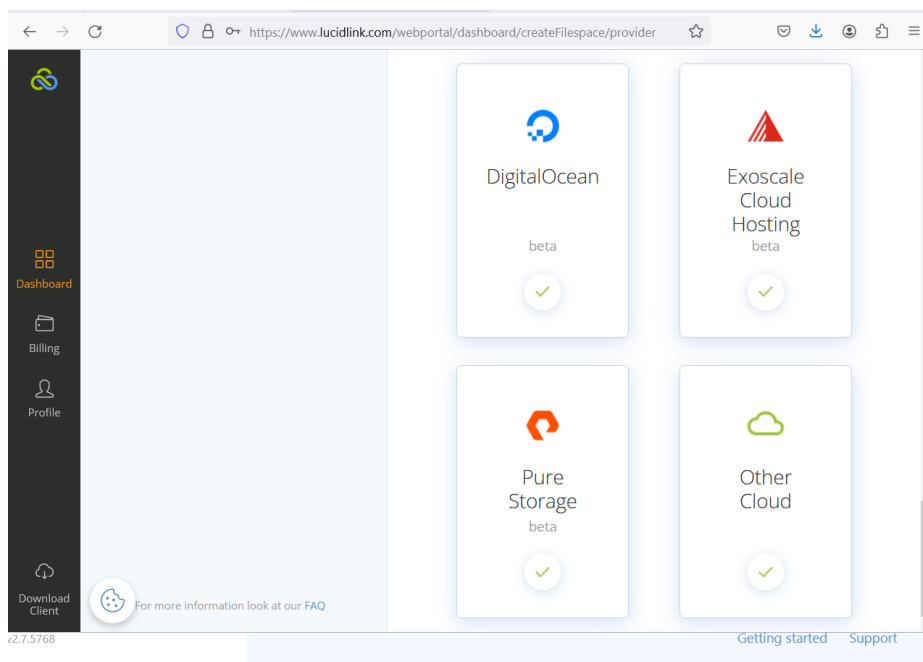 https://www.lucidlink.com/webportal/dashboard/createFilespace/provider
DigitalOcean
beta
Exoscale
Cloud
Hosting
beta
Dashboard
Billing
Profile
Pure
Storage
beta
Other
Cloud
Download
Client
For more information look at our FAQ
v2.7.5768
Getting started
Support